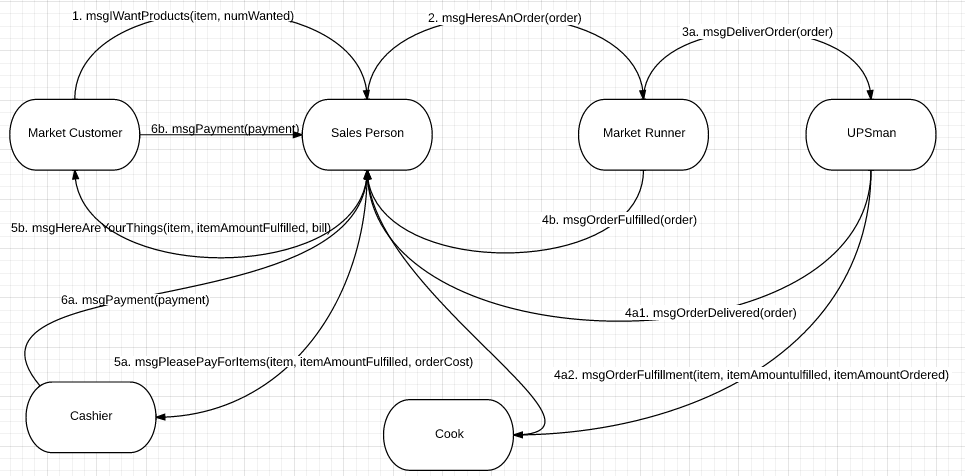 1. msgIWantProducts(item, numWanted)
2. msgHeresAnOrder(order)
3a. msgDeliverOrder(order)
Market Customer
6b. msgPayment(payment)
Sales Person
Market Runner
UPSman
5b. msgHereAreYourThings(item, itemAmountFulfilled, bill)
4b. msgOrderFulfilled(order)
6a. msgPayment(payment)
4a1. msgOrderDelivered(order)
5a. msgPleasePayForItems(item, itemAmountFulfilled, orderCost)
4a2. msgOrderFulfillment(item, itemAmountulfilled, itemAmountOrdered)
Cashier
Cook